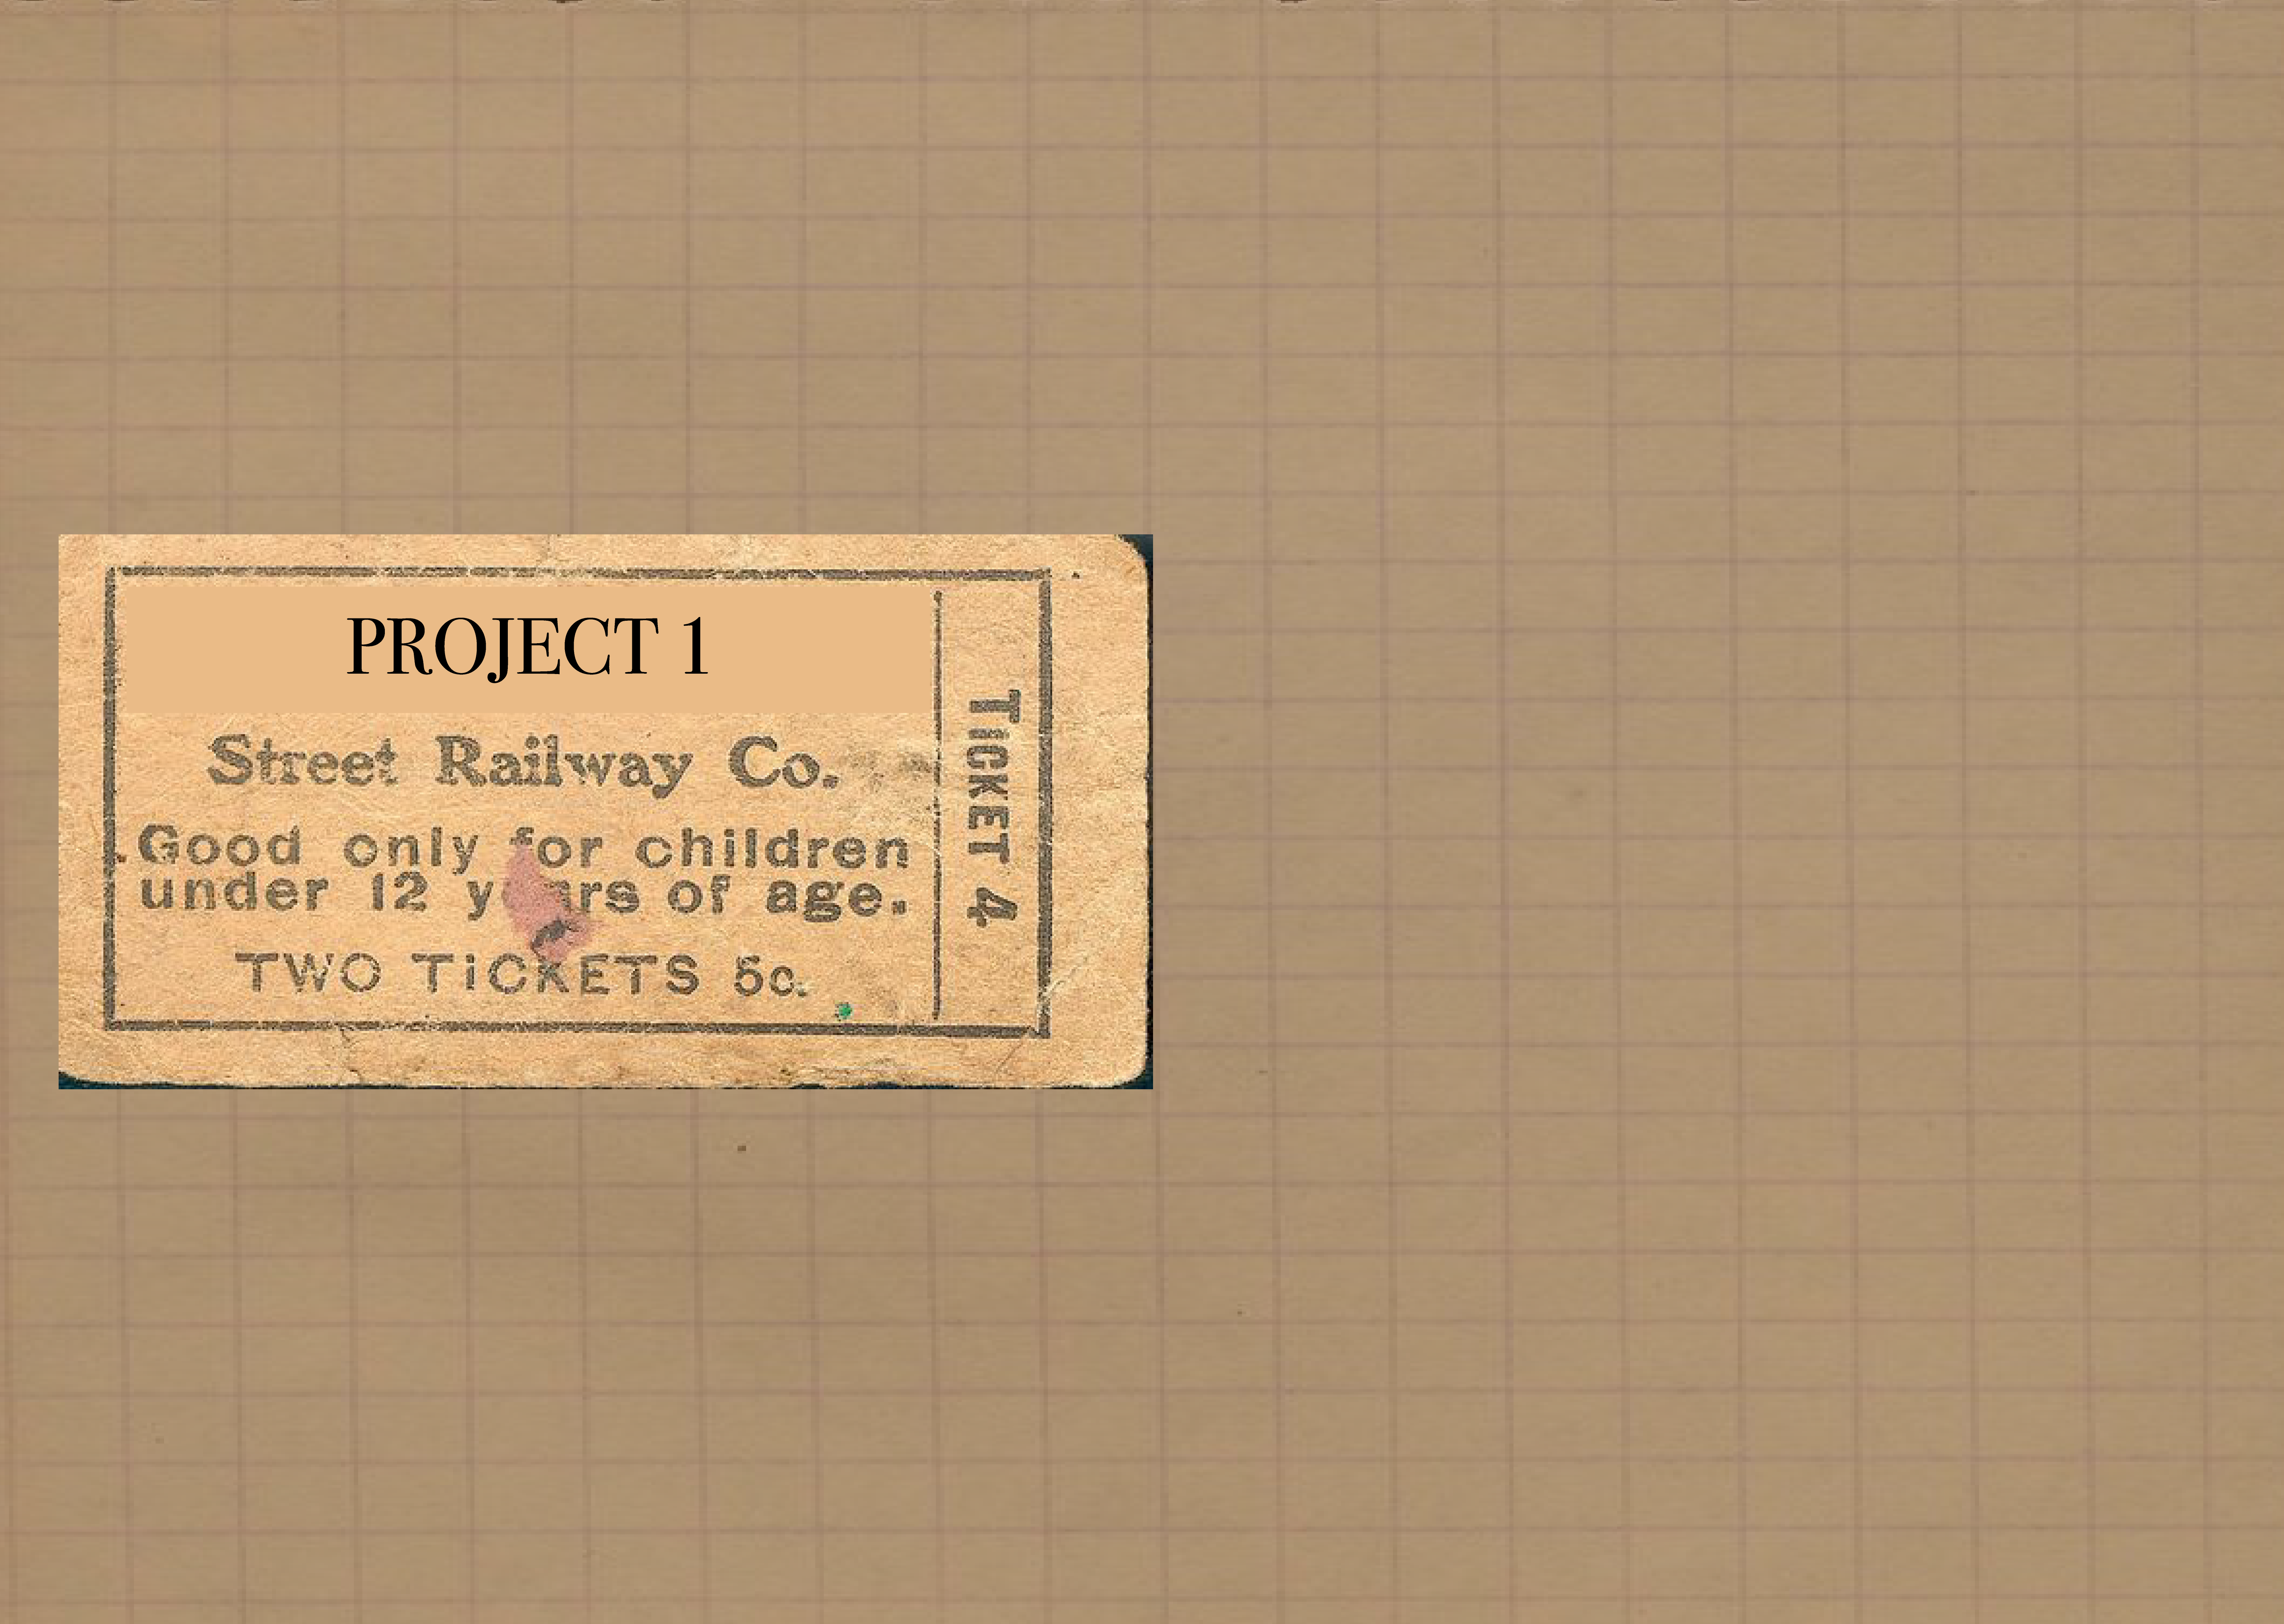 PROJECT 1
Street Railway Co.
Good only for children
under 12 years of age.
TWO TiCKETS 5c.
TiCKET 4